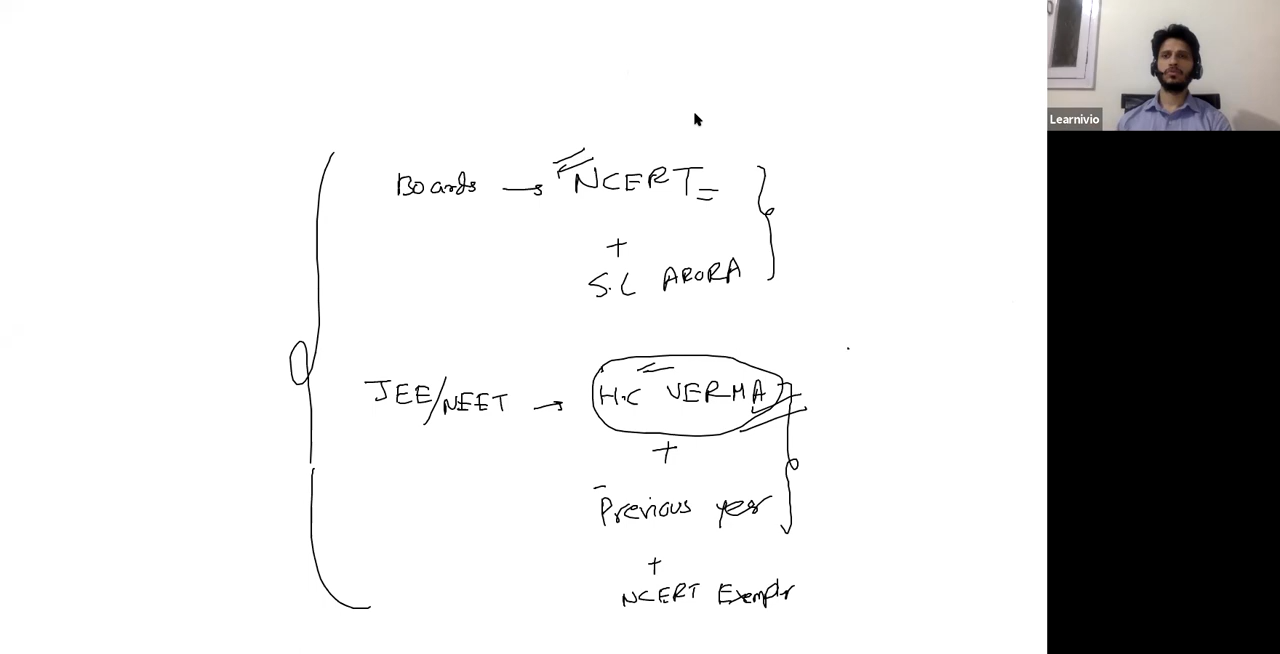 Learnivio
Boards → NCERT
+
S.L ARORA
JEE/NEET → H.C VERMA
+
Previous year
+
NCERT Exemplr